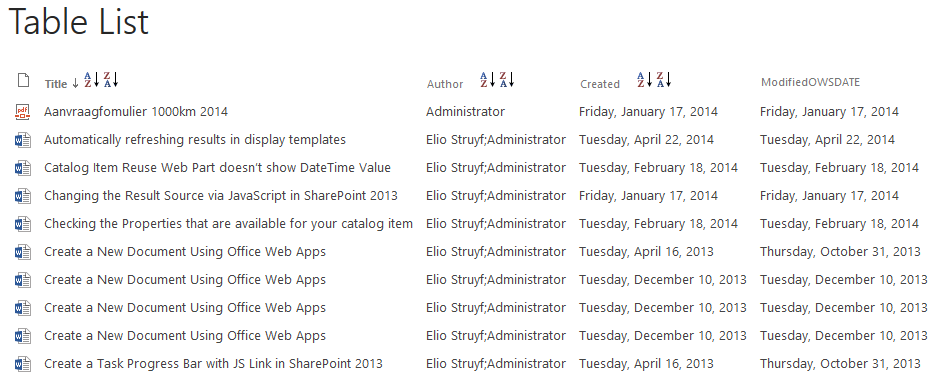 Table List
Title ↓ AZ↓ ZA↓ Author AZ↓ ZA↓ Created AZ↓ ZA↓ ModifiedOWSDATE
Aanvraagfomulier 1000km 2014 Administrator Friday, January 17, 2014 Friday, January 17, 2014
Automatically refreshing results in display templates Elio Struyf;Administrator Tuesday, April 22, 2014 Tuesday, April 22, 2014
Catalog Item Reuse Web Part doesn't show DateTime Value Elio Struyf;Administrator Tuesday, February 18, 2014 Tuesday, February 18, 2014
Changing the Result Source via JavaScript in SharePoint 2013 Elio Struyf;Administrator Friday, January 17, 2014 Friday, January 17, 2014
Checking the Properties that are available for your catalog item Elio Struyf;Administrator Tuesday, February 18, 2014 Tuesday, February 18, 2014
Create a New Document Using Office Web Apps Elio Struyf;Administrator Tuesday, April 16, 2013 Thursday, October 31, 2013
Create a New Document Using Office Web Apps Elio Struyf;Administrator Tuesday, December 10, 2013 Tuesday, December 10, 2013
Create a New Document Using Office Web Apps Elio Struyf;Administrator Tuesday, December 10, 2013 Tuesday, December 10, 2013
Create a New Document Using Office Web Apps Elio Struyf;Administrator Tuesday, December 10, 2013 Tuesday, December 10, 2013
Create a Task Progress Bar with JS Link in SharePoint 2013 Elio Struyf;Administrator Tuesday, April 16, 2013 Thursday, October 31, 2013